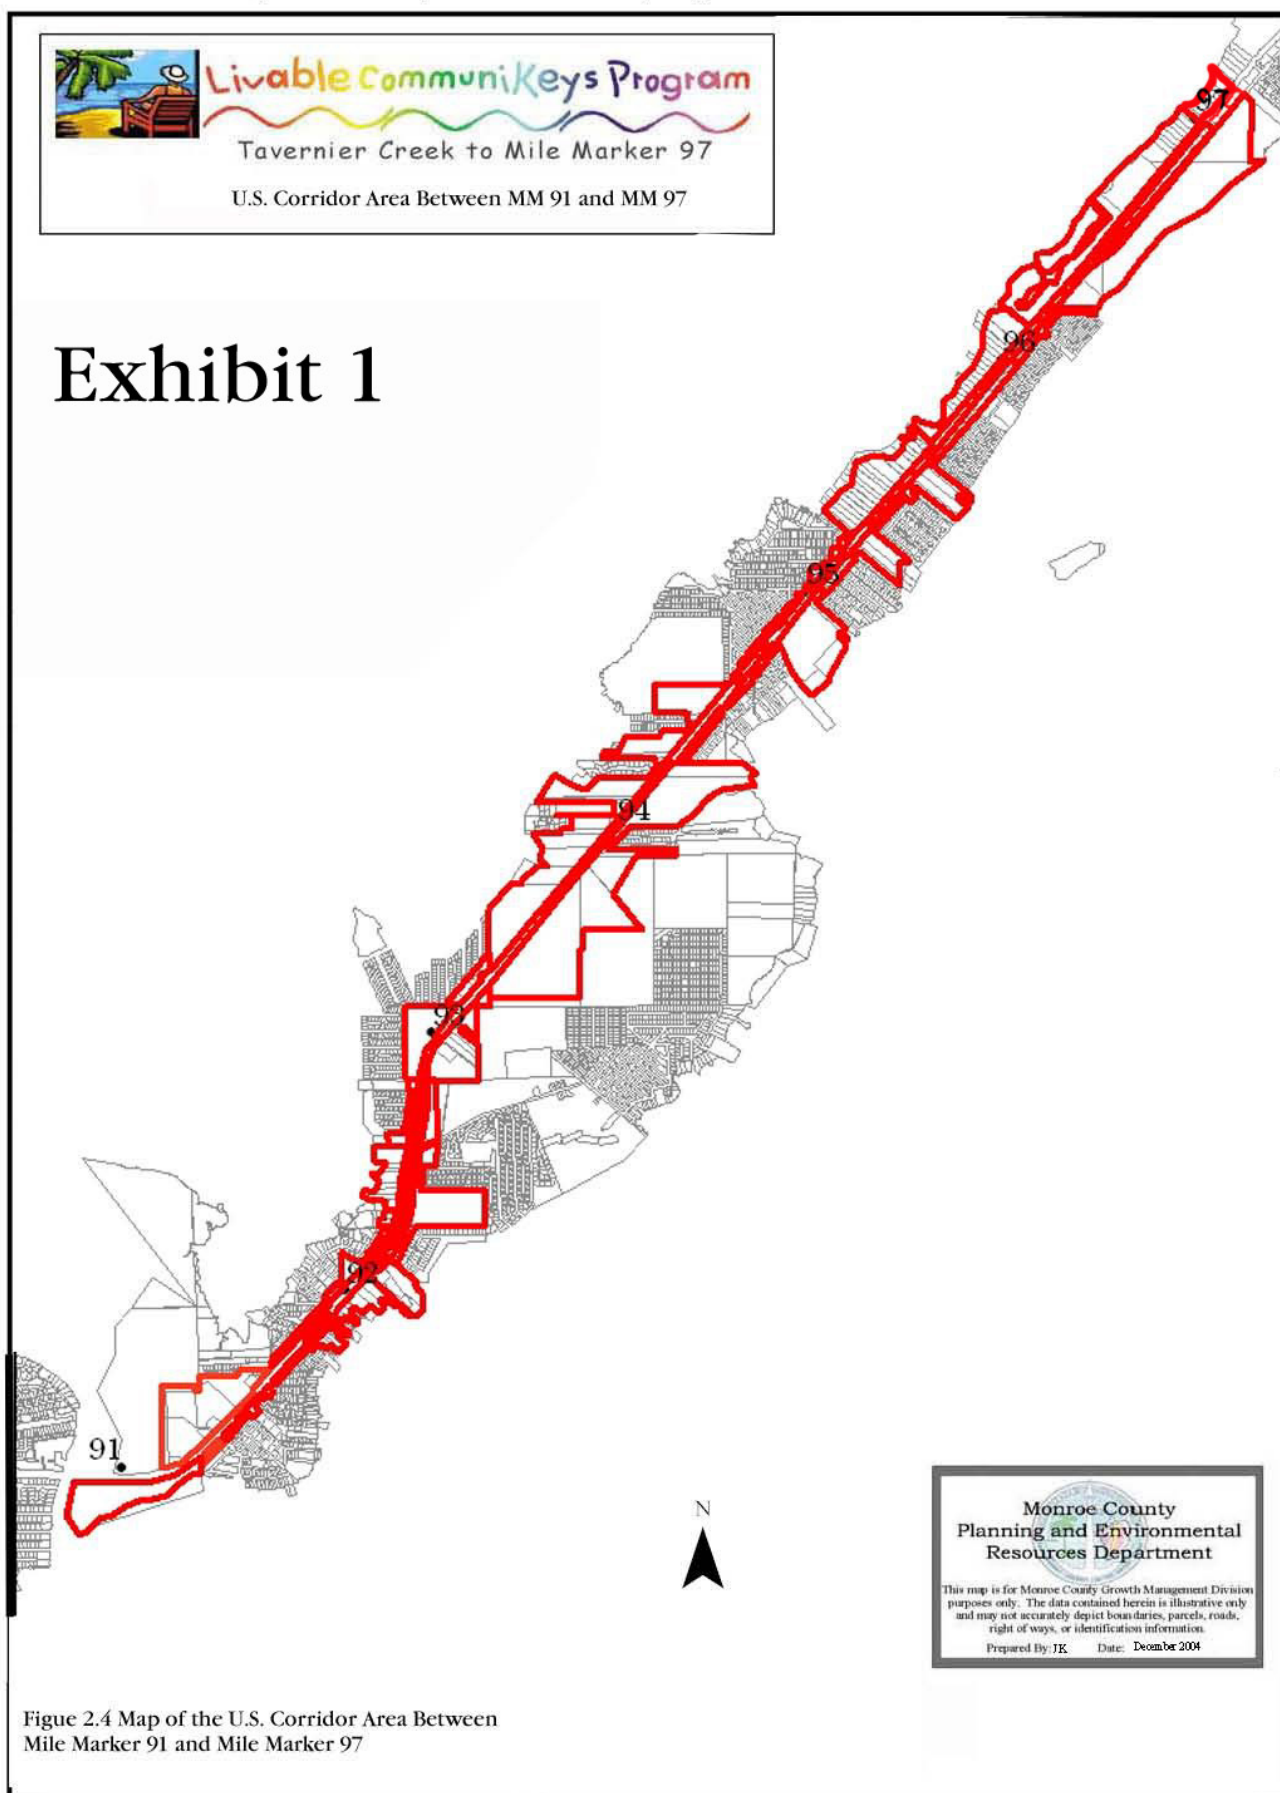 Livable CommuniKeys Program
Tavernier Creek to Mile Marker 97
U.S. Corridor Area Between MM 91 and MM 97
Exhibit 1
97
96
95
94
93
92
91
N
Monroe County
Planning and Environmental
Resources Department
This map is for Monroe County Growth Management Division
purposes only. The data contained herein is illustrative only
and may not accurately depict boundaries, parcels, roads,
right of ways, or identification information.
Prepared By: JK Date: December 2004
Figue 2.4 Map of the U.S. Corridor Area Between
Mile Marker 91 and Mile Marker 97